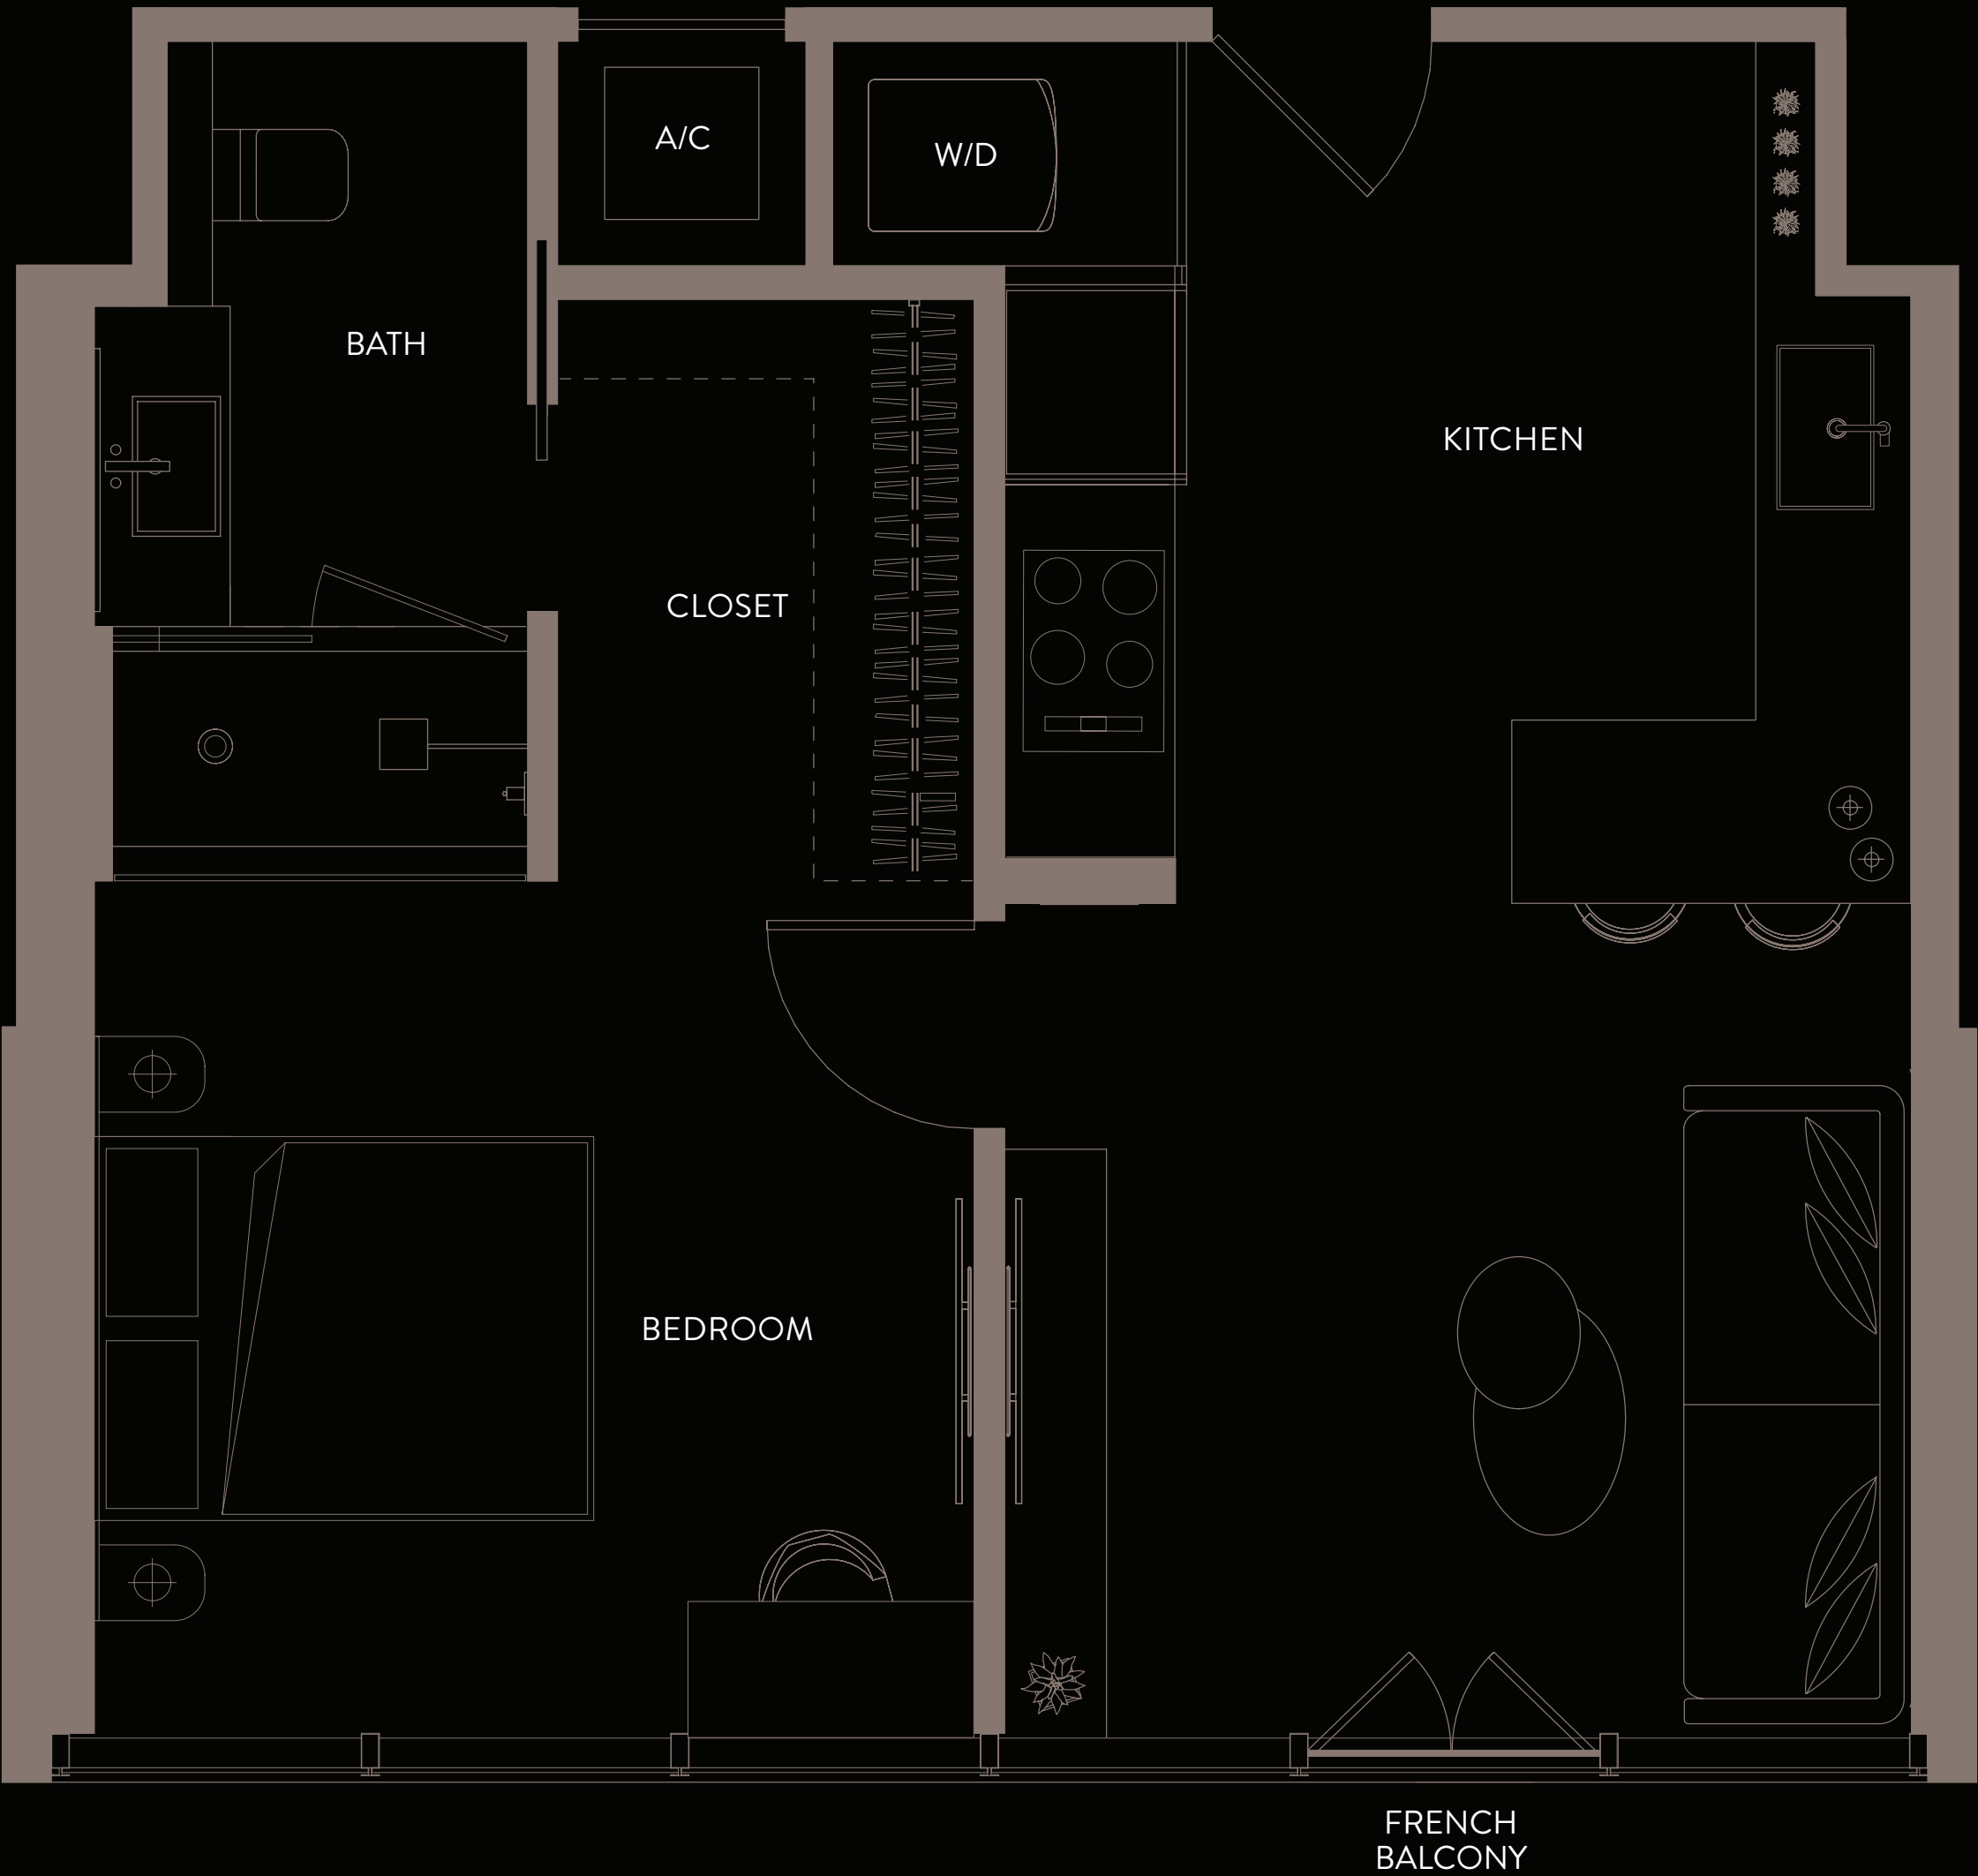 A/C
W/D
BATH
KITCHEN
CLOSET
BEDROOM
FRENCH
BALCONY